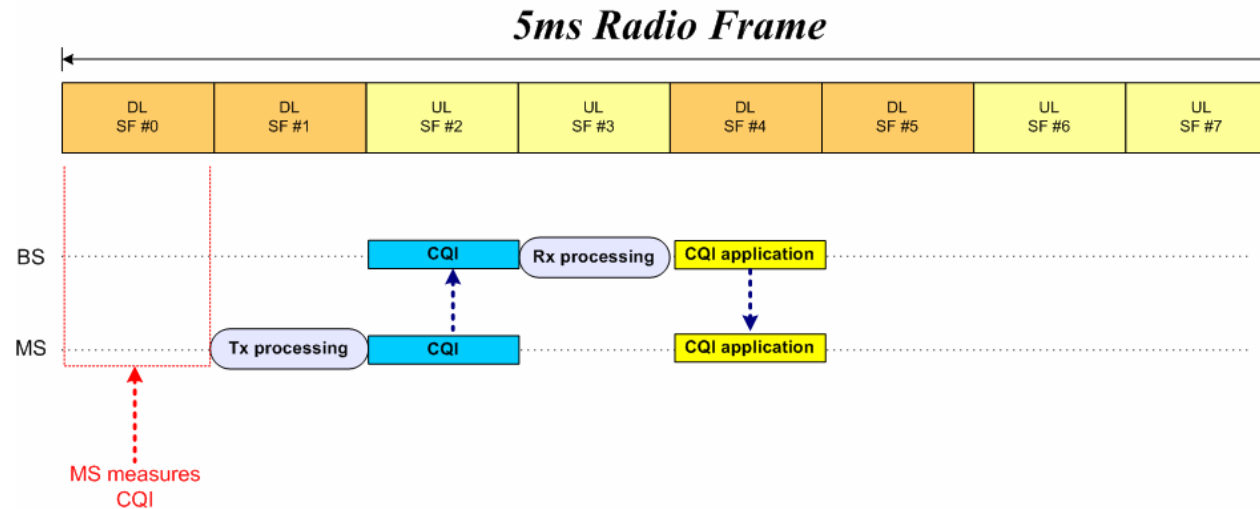 5ms Radio Frame
DL DL UL UL DL DL UL UL
SF #0 SF #1 SF #2 SF #3 SF #4 SF #5 SF #6 SF #7
BS CQI Rx processing CQI application
MS Tx processing CQI CQI application
MS measures
CQI